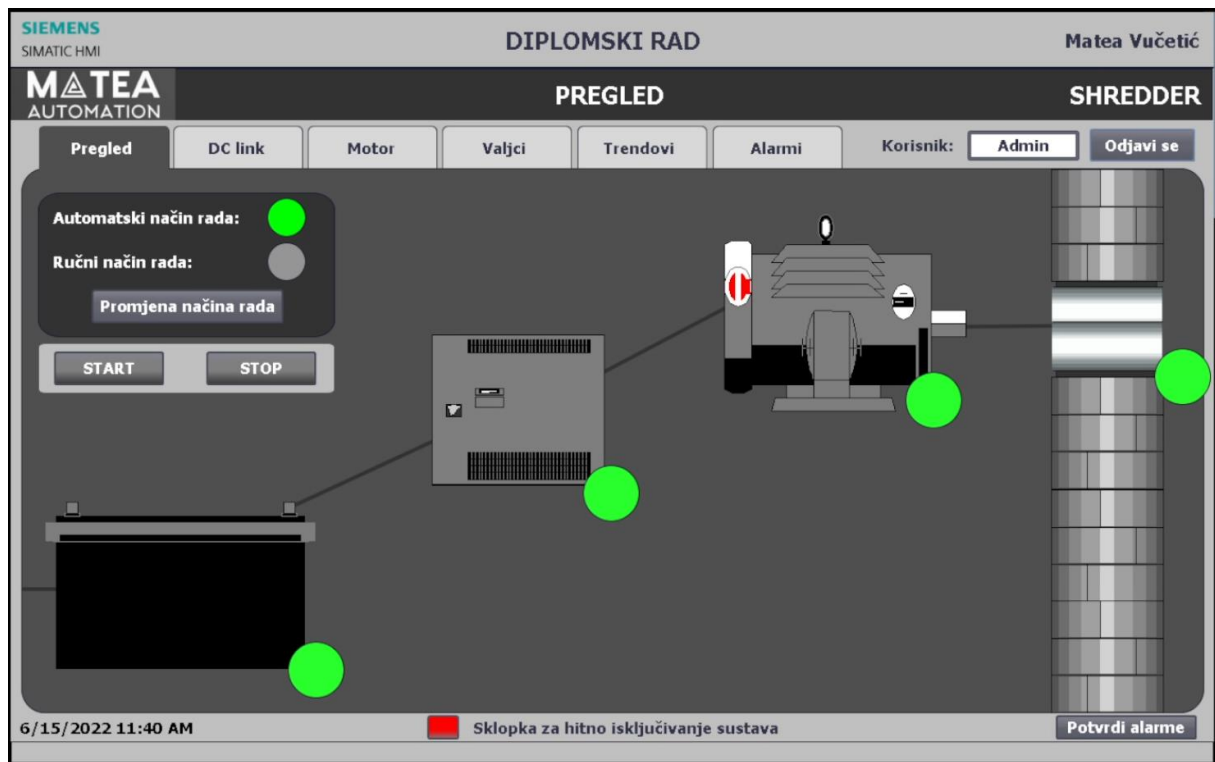 SIEMENS
SIMATIC HMI
DIPLOMSKI RAD
Matea Vučetić
MATEA
AUTOMATION
PREGLED
SHREDDER
Pregled
DC link
Motor
Valjci
Trendovi
Alarmi
Korisnik:
Admin
Odjavi se
Automatski način rada:
Ručni način rada:
Promjena načina rada
START
STOP
6/15/2022 11:40 AM
Sklopka za hitno isključivanje sustava
Potvrdi alarme